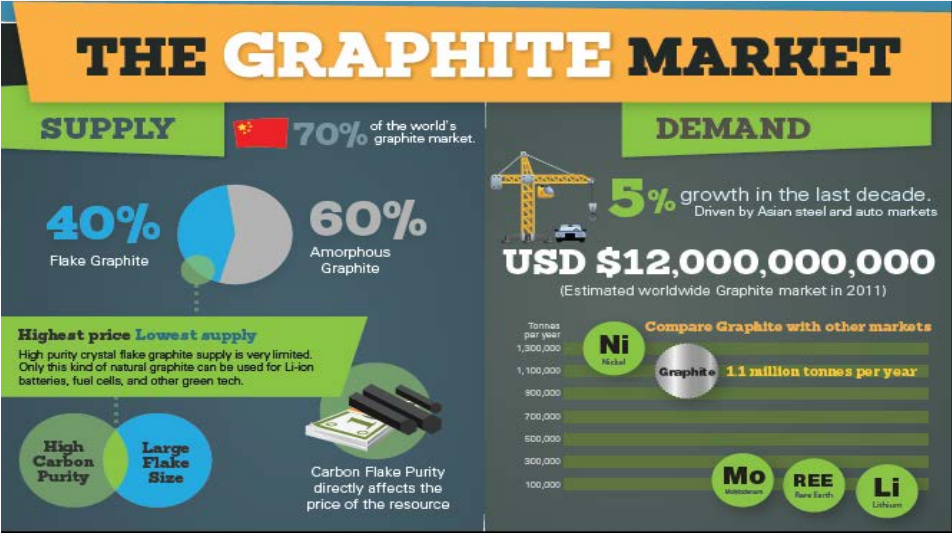 THE GRAPHITE MARKET
SUPPLY
70% of the world's
graphite market.
40%
Flake Graphite
60%
Amorphous
Graphite
Highest price Lowest supply
High purity crystal flake graphite supply is very limited.
Only this kind of natural graphite can be used for Li-ion
batteries, fuel cells, and other green tech.
High
Carbon
Purity
Large
Flake
Size
Carbon Flake Purity
directly affects the
price of the resource
DEMAND
5% growth in the last decade.
Driven by Asian steel and auto markets
USD $12,000,000,000
(Estimated worldwide Graphite market in 2011)
Compare Graphite with other markets
Tonnes
per year
1,300,000
1,100,000
900,000
700,000
500,000
300,000
100,000
Ni
Nickel
Graphite
1.1 million tonnes per year
Mo
REE
Rare Earth
Li
Lithium